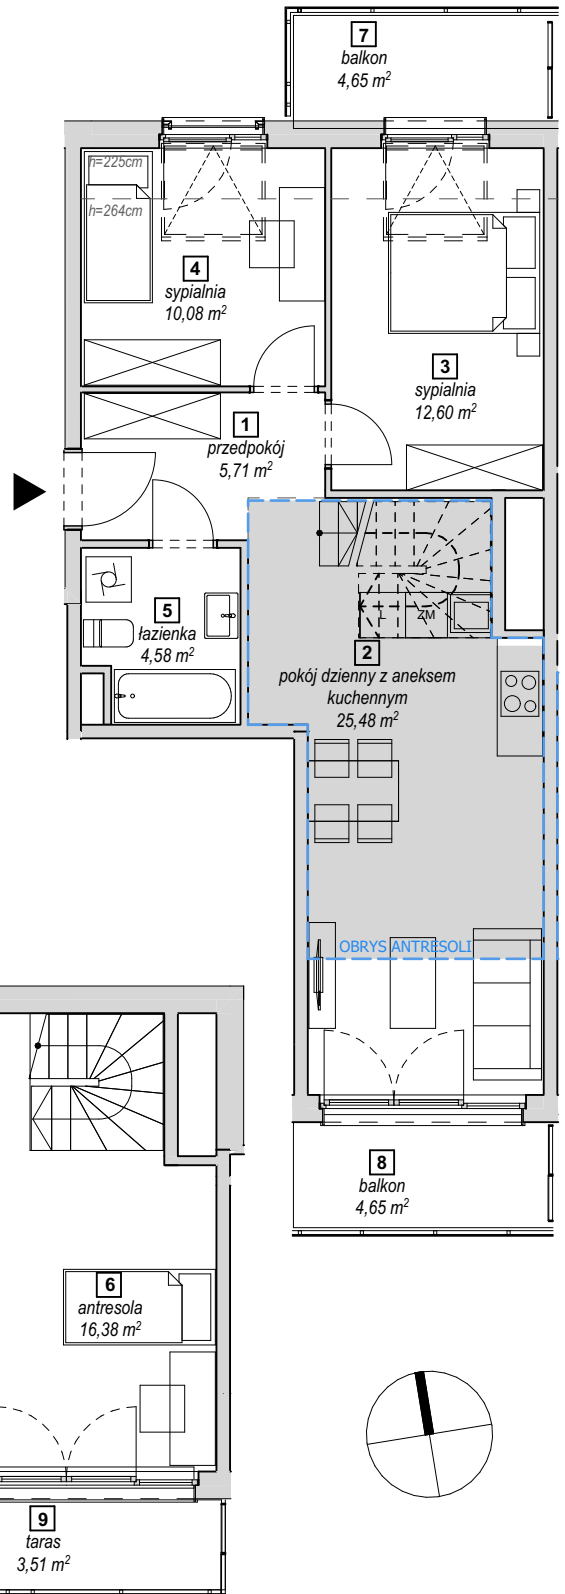 7
balkon
4,65 m²
h=225cm
h=264cm
4
sypialnia
10,08 m²
3
sypialnia
12,60 m²
1
przedpokój
5,71 m²
5
łazienka
4,58 m²
L
ZM
2
pokój dzienny z aneksem
kuchennym
25,48 m²
OBRYS ANTRESOLI
8
balkon
4,65 m²
6
antresola
16,38 m²
9
taras
3,51 m²